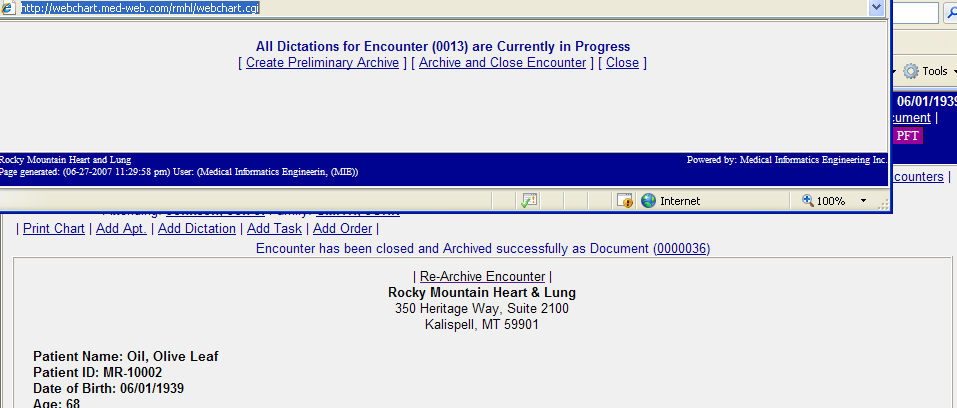 http://webchart.med-web.com/rmhl/webchart.cgi
All Dictations for Encounter (0013) are Currently in Progress
[ Create Preliminary Archive ] [ Archive and Close Encounter ] [ Close ]
Tools
06/01/1939
ument |
PFT
Rocky Mountain Heart and Lung Powered by: Medical Informatics Engineering Inc.
Page generated: (06-27-2007 11:29:58 pm) User: (Medical Informatics Engineerin, (MIE))
counters |
Internet 100%
| Print Chart | Add Apt. | Add Dictation | Add Task | Add Order |
Encounter has been closed and Archived successfully as Document (0000036)
| Re-Archive Encounter |
Rocky Mountain Heart & Lung
350 Heritage Way, Suite 2100
Kalispell, MT 59901
Patient Name: Oil, Olive Leaf
Patient ID: MR-10002
Date of Birth: 06/01/1939
Age: 68